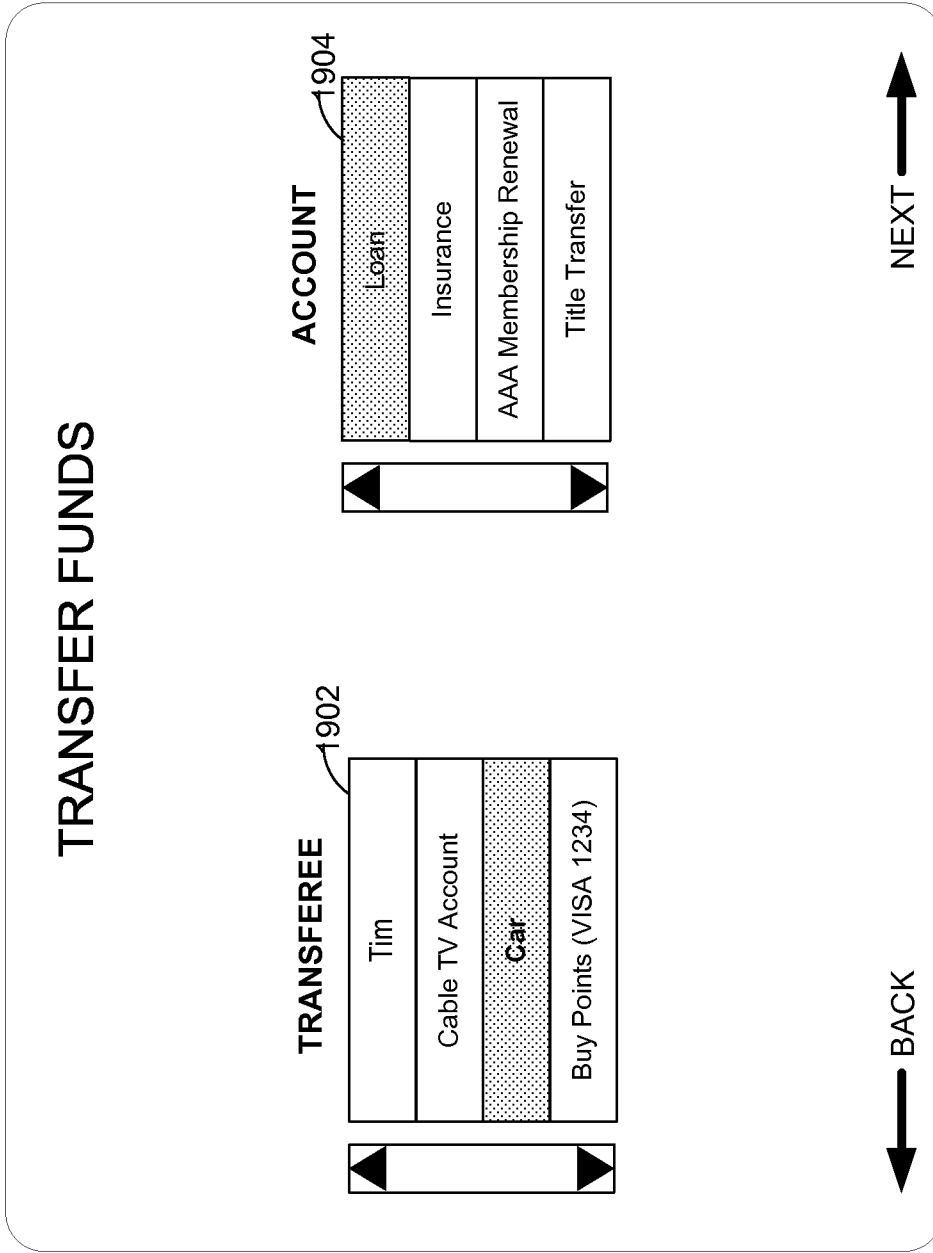 TRANSFER FUNDS
TRANSFEREE
1902
Tim
Cable TV Account
Car
Buy Points (VISA 1234)
ACCOUNT
1904
Loan
Insurance
AAA Membership Renewal
Title Transfer
BACK
NEXT